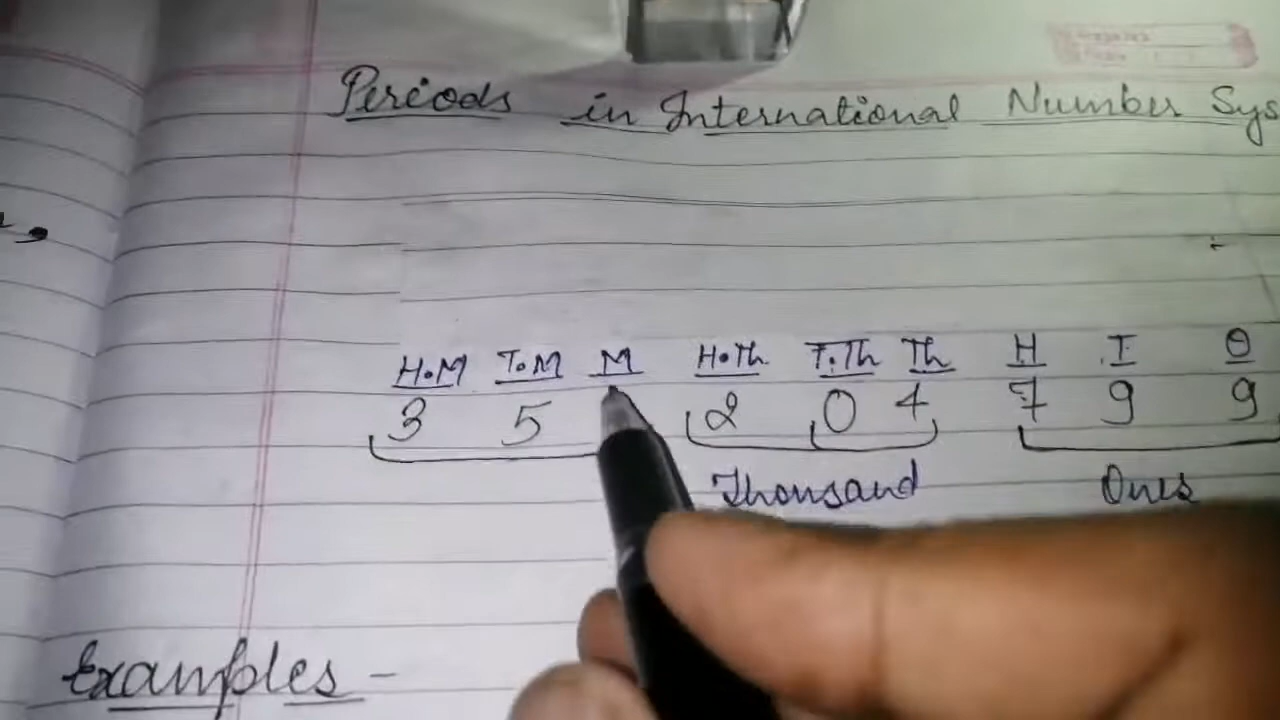 Periods in International Number Sys
H.M T.M M H.Th T.Th Th H T O
3 5 2 0 4 7 9 9
Thousand Ones
Examples -